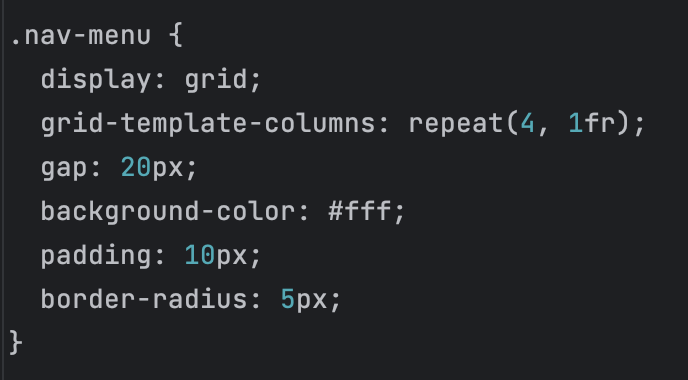 .nav-menu {
  display: grid;
  grid-template-columns: repeat(4, 1fr);
  gap: 20px;
  background-color: #fff;
  padding: 10px;
  border-radius: 5px;
}